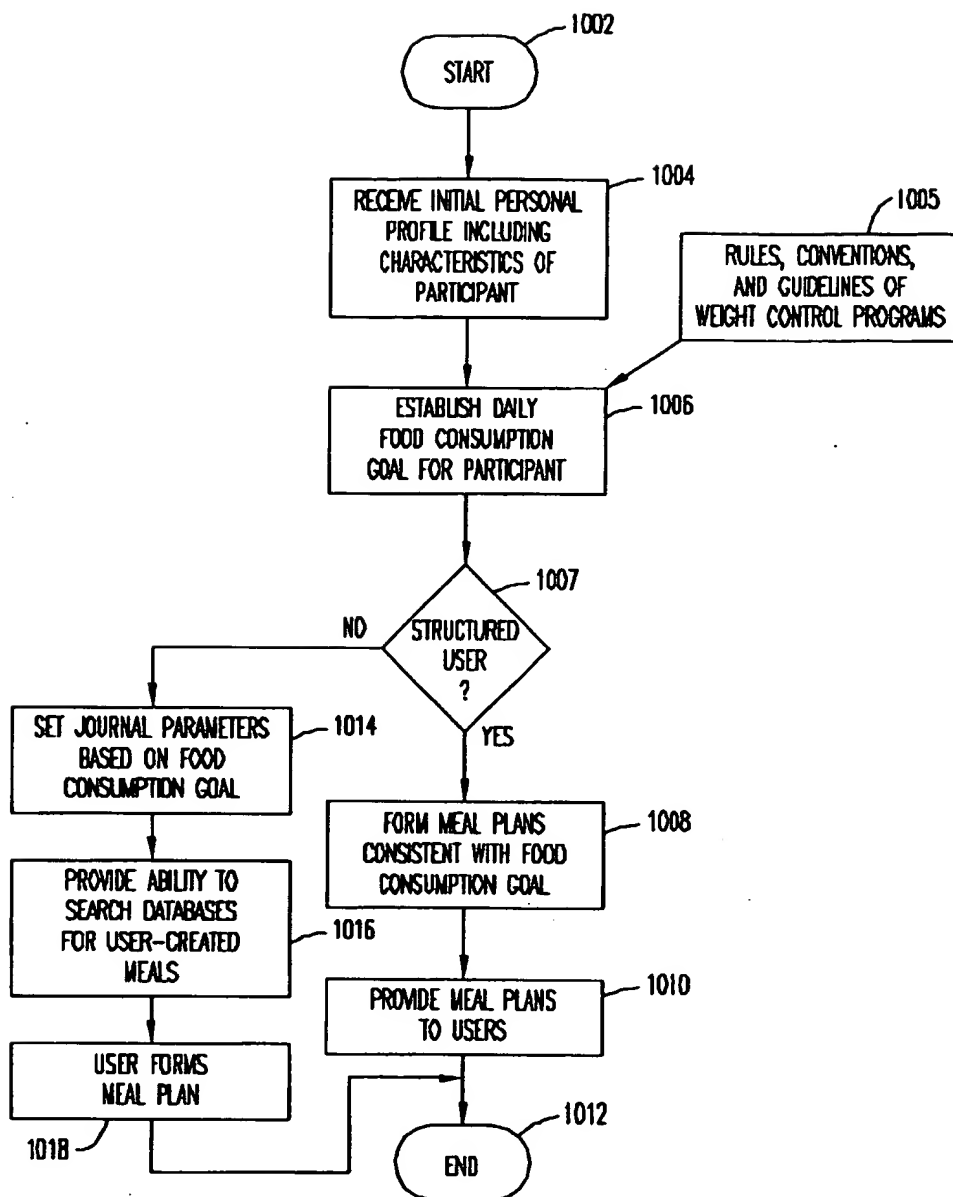 1002
START
1004
RECEIVE INITIAL PERSONAL
PROFILE INCLUDING
CHARACTERISTICS OF
PARTICIPANT
1005
RULES, CONVENTIONS,
AND GUIDELINES OF
WEIGHT CONTROL PROGRAMS
1006
ESTABLISH DAILY
FOOD CONSUMPTION
GOAL FOR PARTICIPANT
1007
STRUCTURED
USER
?
NO
YES
SET JOURNAL PARAMETERS
BASED ON FOOD
CONSUMPTION GOAL
1014
FORM MEAL PLANS
CONSISTENT WITH FOOD
CONSUMPTION GOAL
1008
PROVIDE ABILITY TO
SEARCH DATABASES
FOR USER-CREATED
MEALS
1016
PROVIDE MEAL PLANS
TO USERS
1010
USER FORMS
MEAL PLAN
1018
1012
END